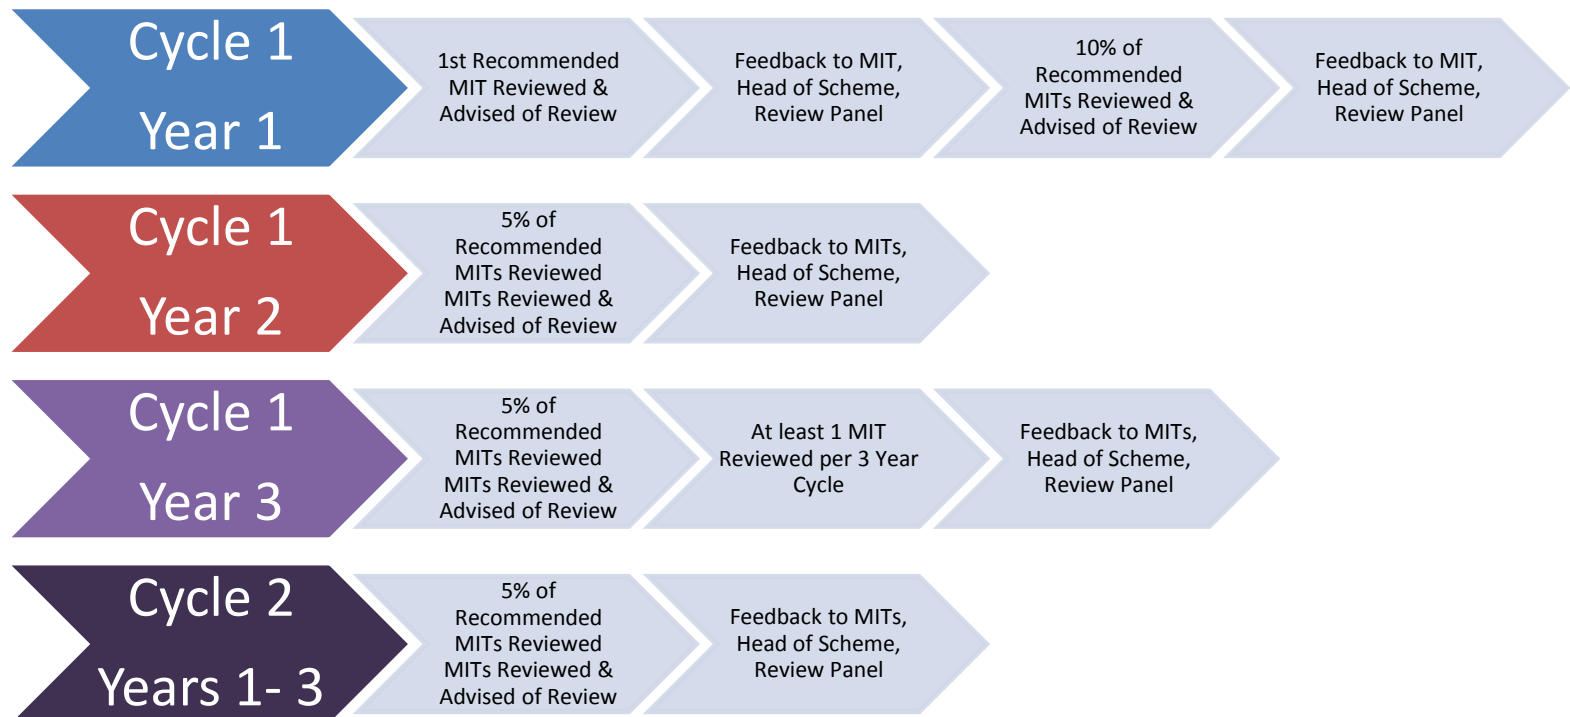 Cycle 1
Year 1
1st Recommended
MIT Reviewed &
Advised of Review
Feedback to MIT,
Head of Scheme,
Review Panel
10% of
Recommended
MITs Reviewed &
Advised of Review
Feedback to MIT,
Head of Scheme,
Review Panel
Cycle 1
Year 2
5% of
Recommended
MITs Reviewed
MITs Reviewed &
Advised of Review
Feedback to MITs,
Head of Scheme,
Review Panel
Cycle 1
Year 3
5% of
Recommended
MITs Reviewed
MITs Reviewed &
Advised of Review
At least 1 MIT
Reviewed per 3 Year
Cycle
Feedback to MITs,
Head of Scheme,
Review Panel
Cycle 2
Years 1- 3
5% of
Recommended
MITs Reviewed
MITs Reviewed &
Advised of Review
Feedback to MITs,
Head of Scheme,
Review Panel